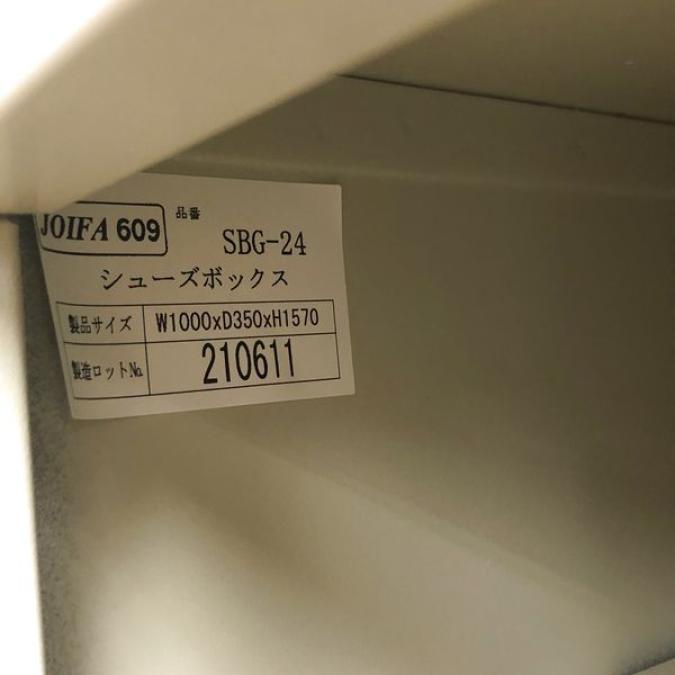 JOIFA 609
品番
SBG-24
シューズボックス
製品サイズ W1000xD350xH1570
製造ロット№ 210611